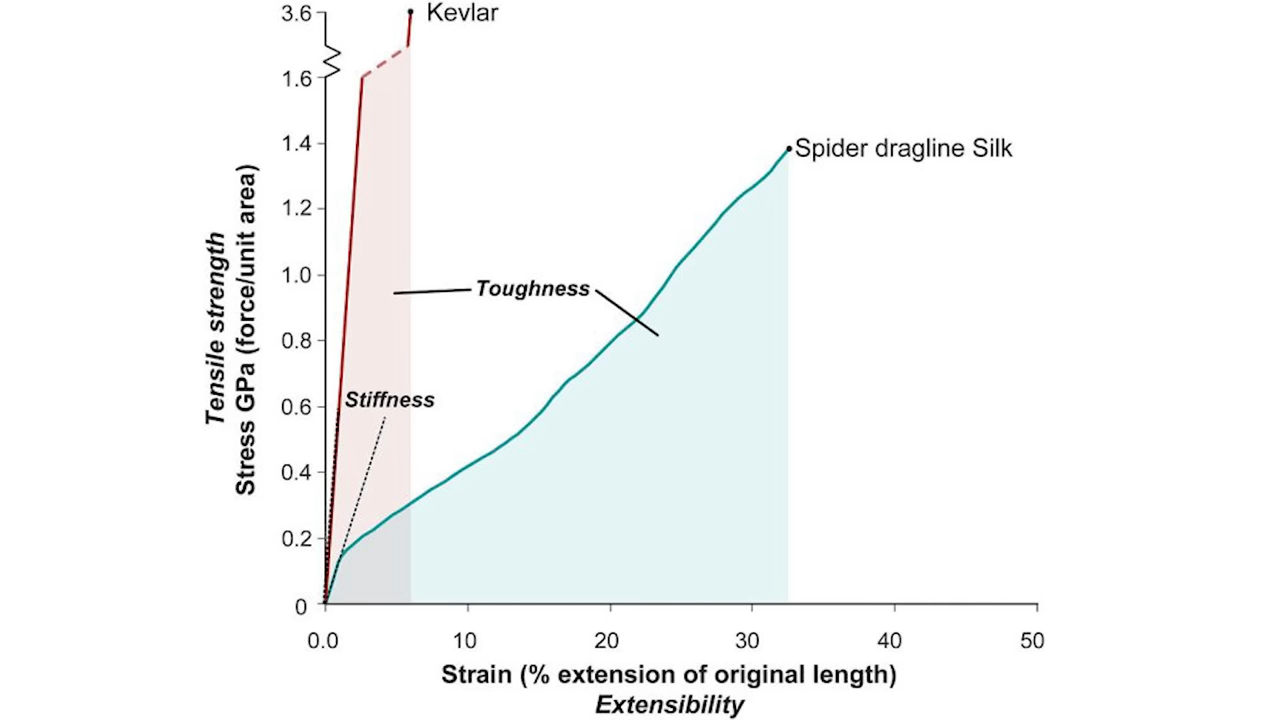 3.6
Kevlar
1.6
1.4
Spider dragline Silk
1.2
1.0
Toughness
0.8
0.6
Stiffness
0.4
0.2
0
Tensile strength
Stress GPa (force/unit area)
0.0 10 20 30 40 50
Strain (% extension of original length)
Extensibility